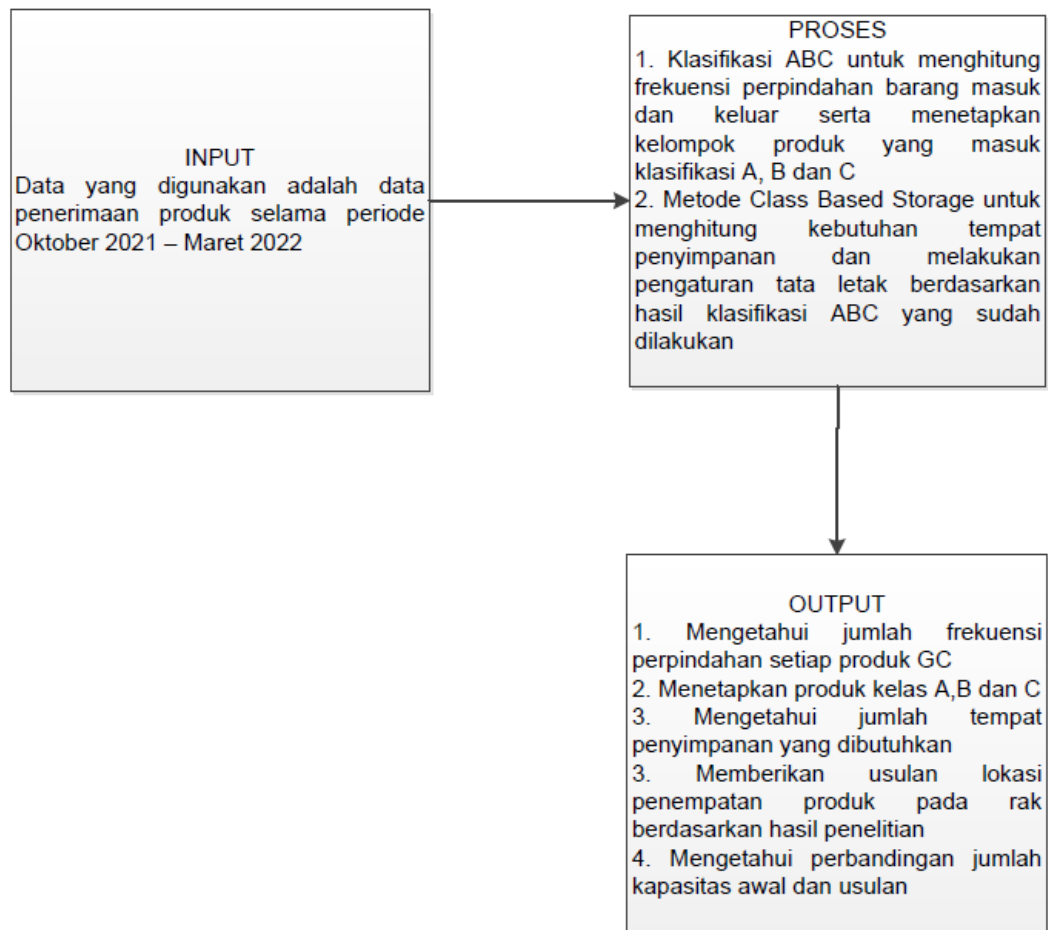 INPUT
Data yang digunakan adalah data
penerimaan produk selama periode
Oktober 2021 – Maret 2022
PROSES
1. Klasifikasi ABC untuk menghitung
frekuensi perpindahan barang masuk
dan keluar serta menetapkan
kelompok produk yang masuk
klasifikasi A, B dan C
2. Metode Class Based Storage untuk
menghitung kebutuhan tempat
penyimpanan dan melakukan
pengaturan tata letak berdasarkan
hasil klasifikasi ABC yang sudah
dilakukan
OUTPUT
1. Mengetahui jumlah frekuensi
perpindahan setiap produk GC
2. Menetapkan produk kelas A,B dan C
3. Mengetahui jumlah tempat
penyimpanan yang dibutuhkan
3. Memberikan usulan lokasi
penempatan produk pada rak
berdasarkan hasil penelitian
4. Mengetahui perbandingan jumlah
kapasitas awal dan usulan